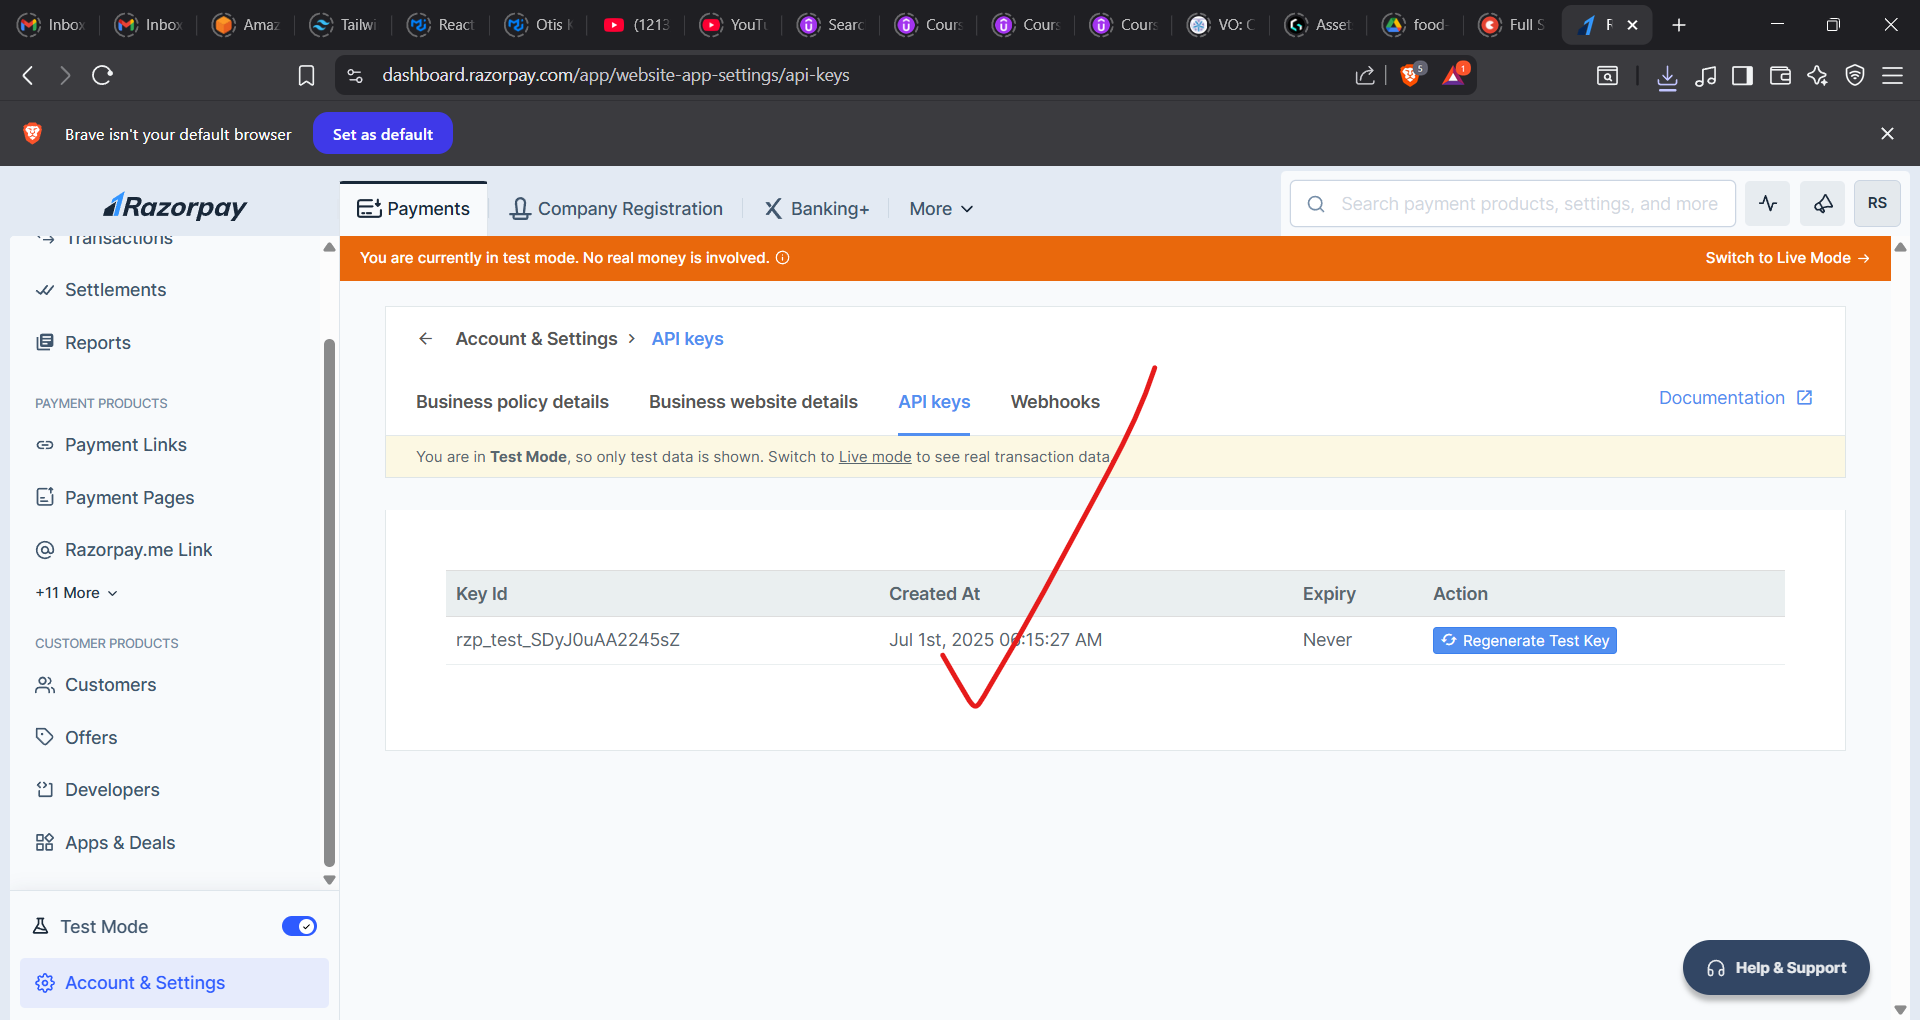 Inbox
Inbox
Amaz
Tailwi
React
Otis
(1213
YouTu
Searc
Cours
Cours
Cours
VO: C
Asset
food-
Full S
dashboard.razorpay.com/app/website-app-settings/api-keys
5
1
Brave isn't your default browser
Set as default
Razorpay
Payments
Company Registration
Banking+
More
Search payment products, settings, and more
RS
Transactions
Settlements
Reports
PAYMENT PRODUCTS
Payment Links
Payment Pages
Razorpay.me Link
+11 More
CUSTOMER PRODUCTS
Customers
Offers
Developers
Apps & Deals
Test Mode
Account & Settings
You are currently in test mode. No real money is involved.
Switch to Live Mode →
Account & Settings > API keys
Business policy details
Business website details
API keys
Webhooks
Documentation
You are in Test Mode, so only test data is shown. Switch to Live mode to see real transaction data.
Key Id Created At Expiry Action
rzp_test_SDyJ0uAA2245sZ Jul 1st, 2025 06:15:27 AM Never Regenerate Test Key
Help & Support